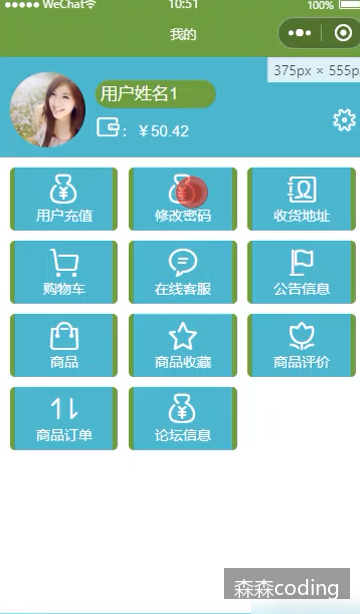 ●●●●● WeChat 10:51 100%
我的
375px × 555p
用户姓名1
: ¥50.42
用户充值 修改密码 收货地址
购物车 在线客服 公告信息
商品 商品收藏 商品评价
商品订单 论坛信息
森森coding